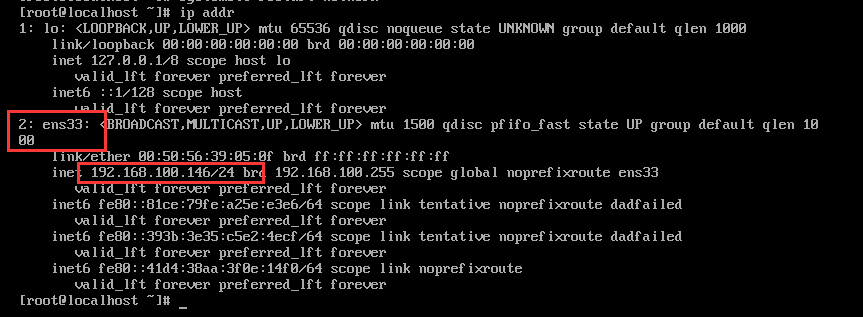 [root@localhost ~]# ip addr
1: lo: <LOOPBACK,UP,LOWER_UP> mtu 65536 qdisc noqueue state UNKNOWN group default qlen 1000
link/loopback 00:00:00:00:00:00 brd 00:00:00:00:00:00
inet 127.0.0.1/8 scope host lo
valid_lft forever preferred_lft forever
inet6 ::1/128 scope host
valid_lft forever preferred_lft forever
2: ens33: <BROADCAST,MULTICAST,UP,LOWER_UP> mtu 1500 qdisc pfifo_fast state UP group default qlen 10
00
link/ether 00:50:56:39:05:0f brd ff:ff:ff:ff:ff:ff
inet 192.168.100.146/24 brd 192.168.100.255 scope global noprefixroute ens33
valid_lft forever preferred_lft forever
inet6 fe80::81ce:79fe:a25e:e3e6/64 scope link tentative noprefixroute dadfailed
valid_lft forever preferred_lft forever
inet6 fe80::393b:3e35:c5e2:4ecf/64 scope link tentative noprefixroute dadfailed
valid_lft forever preferred_lft forever
inet6 fe80::41d4:38aa:3f0e:14f0/64 scope link noprefixroute
valid_lft forever preferred_lft forever
[root@localhost ~]# _